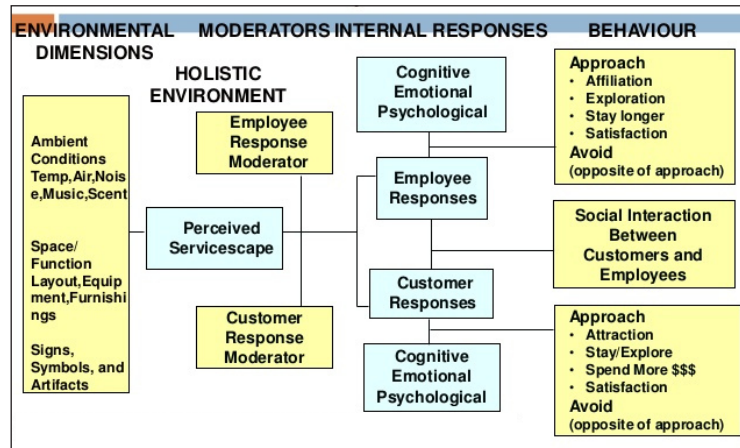 ENVIRONMENTAL
DIMENSIONS
MODERATORS
INTERNAL RESPONSES
BEHAVIOUR
HOLISTIC
ENVIRONMENT
Ambient
Conditions
Temp,Air,Nois
e,Music,Scent
Space/
Function
Layout,Equip
ment,Furnishi
ngs
Signs,
Symbols, and
Artifacts
Perceived
Servicescape
Employee
Response
Moderator
Customer
Response
Moderator
Cognitive
Emotional
Psychological
Employee
Responses
Customer
Responses
Cognitive
Emotional
Psychological
Approach
• Affiliation
• Exploration
• Stay longer
• Satisfaction
Avoid
(opposite of approach)
Social Interaction
Between
Customers and
Employees
Approach
• Attraction
• Stay/Explore
• Spend More $$$
• Satisfaction
Avoid
(opposite of approach)